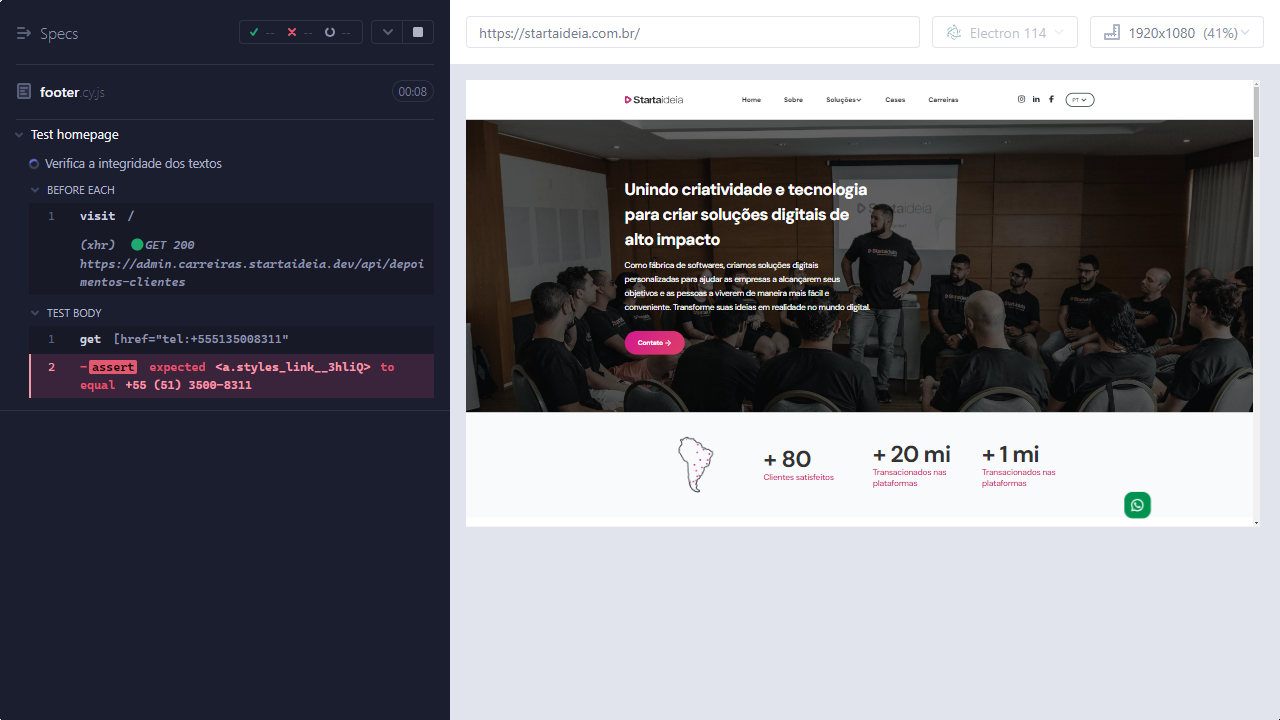 Specs
--
--
--
https://startaideia.com.br/
Electron 114
1920x1080 (41%)
footer.cy.js
00:08
Test homepage
Verifica a integridade dos textos
BEFORE EACH
1 visit /
(xhr) GET 200
https://admin.carreiras.startaideia.dev/api/depoi
mentos-clientes
TEST BODY
1 get [href="tel:+555135008311"
2 -assert expected <a.styles_link__3hliQ> to
equal +55 (51) 3500-8311
Startaideia
Home Sobre Soluções Cases Carreiras
PT
Startaideia
Unindo criatividade e tecnologia
para criar soluções digitais de
alto impacto
Como fábrica de softwares, criamos soluções digitais
personalizadas para ajudar as empresas a alcançarem seus
objetivos e as pessoas a viverem de maneira mais fácil e
conveniente. Transforme suas ideias em realidade no mundo digital.
Contato →
+ 80
Clientes satisfeitos
+ 20 mi
Transacionados nas
plataformas
+ 1 mi
Transacionados nas
plataformas